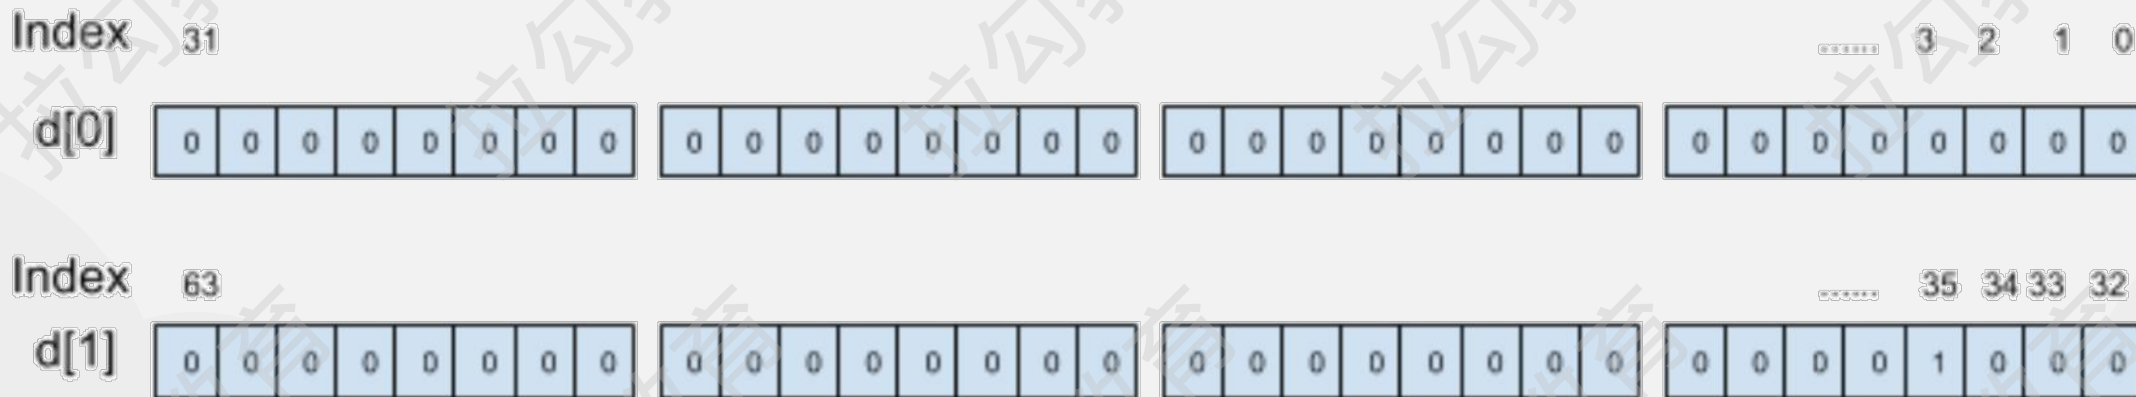 Index 31 ...... 3 2 1 0
d[0] 0 0 0 0 0 0 0 0 0 0 0 0 0 0 0 0 0 0 0 0 0 0 0 0 0 0 0 0 0 0 0 0
Index 63 ...... 35 34 33 32
d[1] 0 0 0 0 0 0 0 0 0 0 0 0 0 0 0 0 0 0 0 0 0 0 0 0 0 0 0 0 1 0 0 0